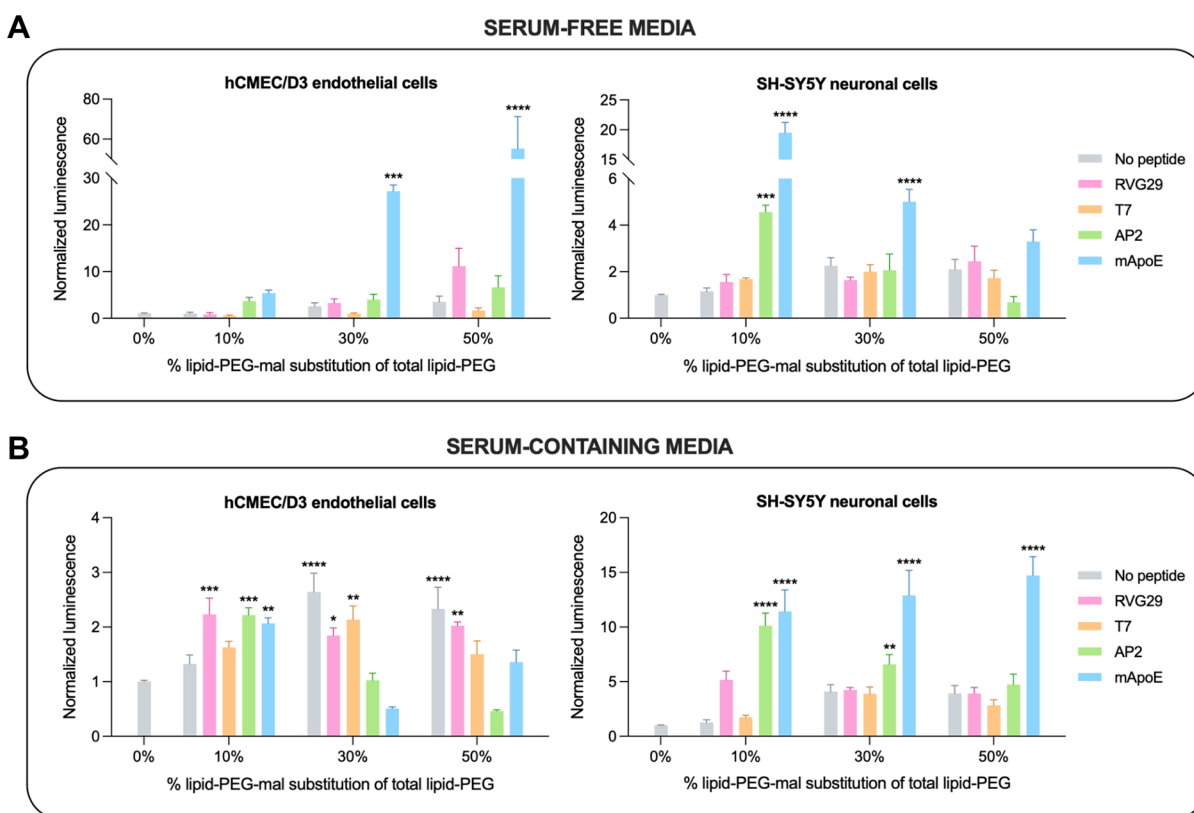 A
SERUM-FREE MEDIA
hCMEC/D3 endothelial cells
Normalized luminescence
80
60
30
20
10
0
***
****
0%
10%
30%
50%
% lipid-PEG-mal substitution of total lipid-PEG
SH-SY5Y neuronal cells
Normalized luminescence
25
20
15
6
4
2
0
***
****
****
0%
10%
30%
50%
% lipid-PEG-mal substitution of total lipid-PEG
No peptide
RVG29
T7
AP2
mApoE
B
SERUM-CONTAINING MEDIA
hCMEC/D3 endothelial cells
Normalized luminescence
4
3
2
1
0
***
***
**
****
*
**
****
**
0%
10%
30%
50%
% lipid-PEG-mal substitution of total lipid-PEG
SH-SY5Y neuronal cells
Normalized luminescence
20
15
10
5
0
****
****
**
****
****
0%
10%
30%
50%
% lipid-PEG-mal substitution of total lipid-PEG
No peptide
RVG29
T7
AP2
mApoE